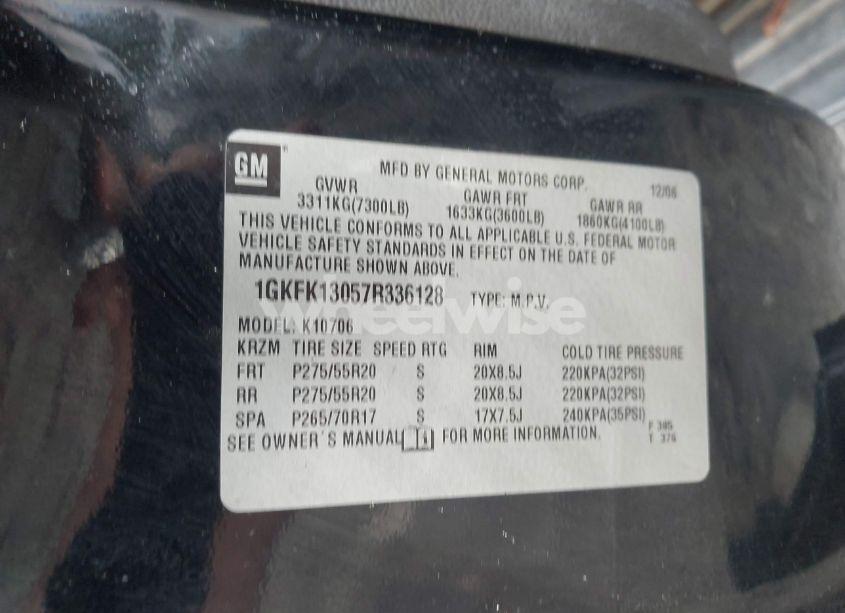 GM
MFD BY GENERAL MOTORS CORP. 12/06
GVWR GAWR FRT GAWR RR
3311KG(7300LB) 1633KG(3600LB) 1860KG(4100LB)
THIS VEHICLE CONFORMS TO ALL APPLICABLE U.S. FEDERAL MOTOR
VEHICLE SAFETY STANDARDS IN EFFECT ON THE DATE OF
MANUFACTURE SHOWN ABOVE.
1GKFK13057R336128 TYPE: M.P.V.
wheelwise
MODEL: K10706
KRZM TIRE SIZE SPEED RTG RIM COLD TIRE PRESSURE
FRT P275/55R20 S 20X8.5J 220KPA(32PSI)
RR P275/55R20 S 20X8.5J 220KPA(32PSI)
SPA P265/70R17 S 17X7.5J 240KPA(35PSI)
SEE OWNER'S MANUAL FOR MORE INFORMATION.
F 385
T 376